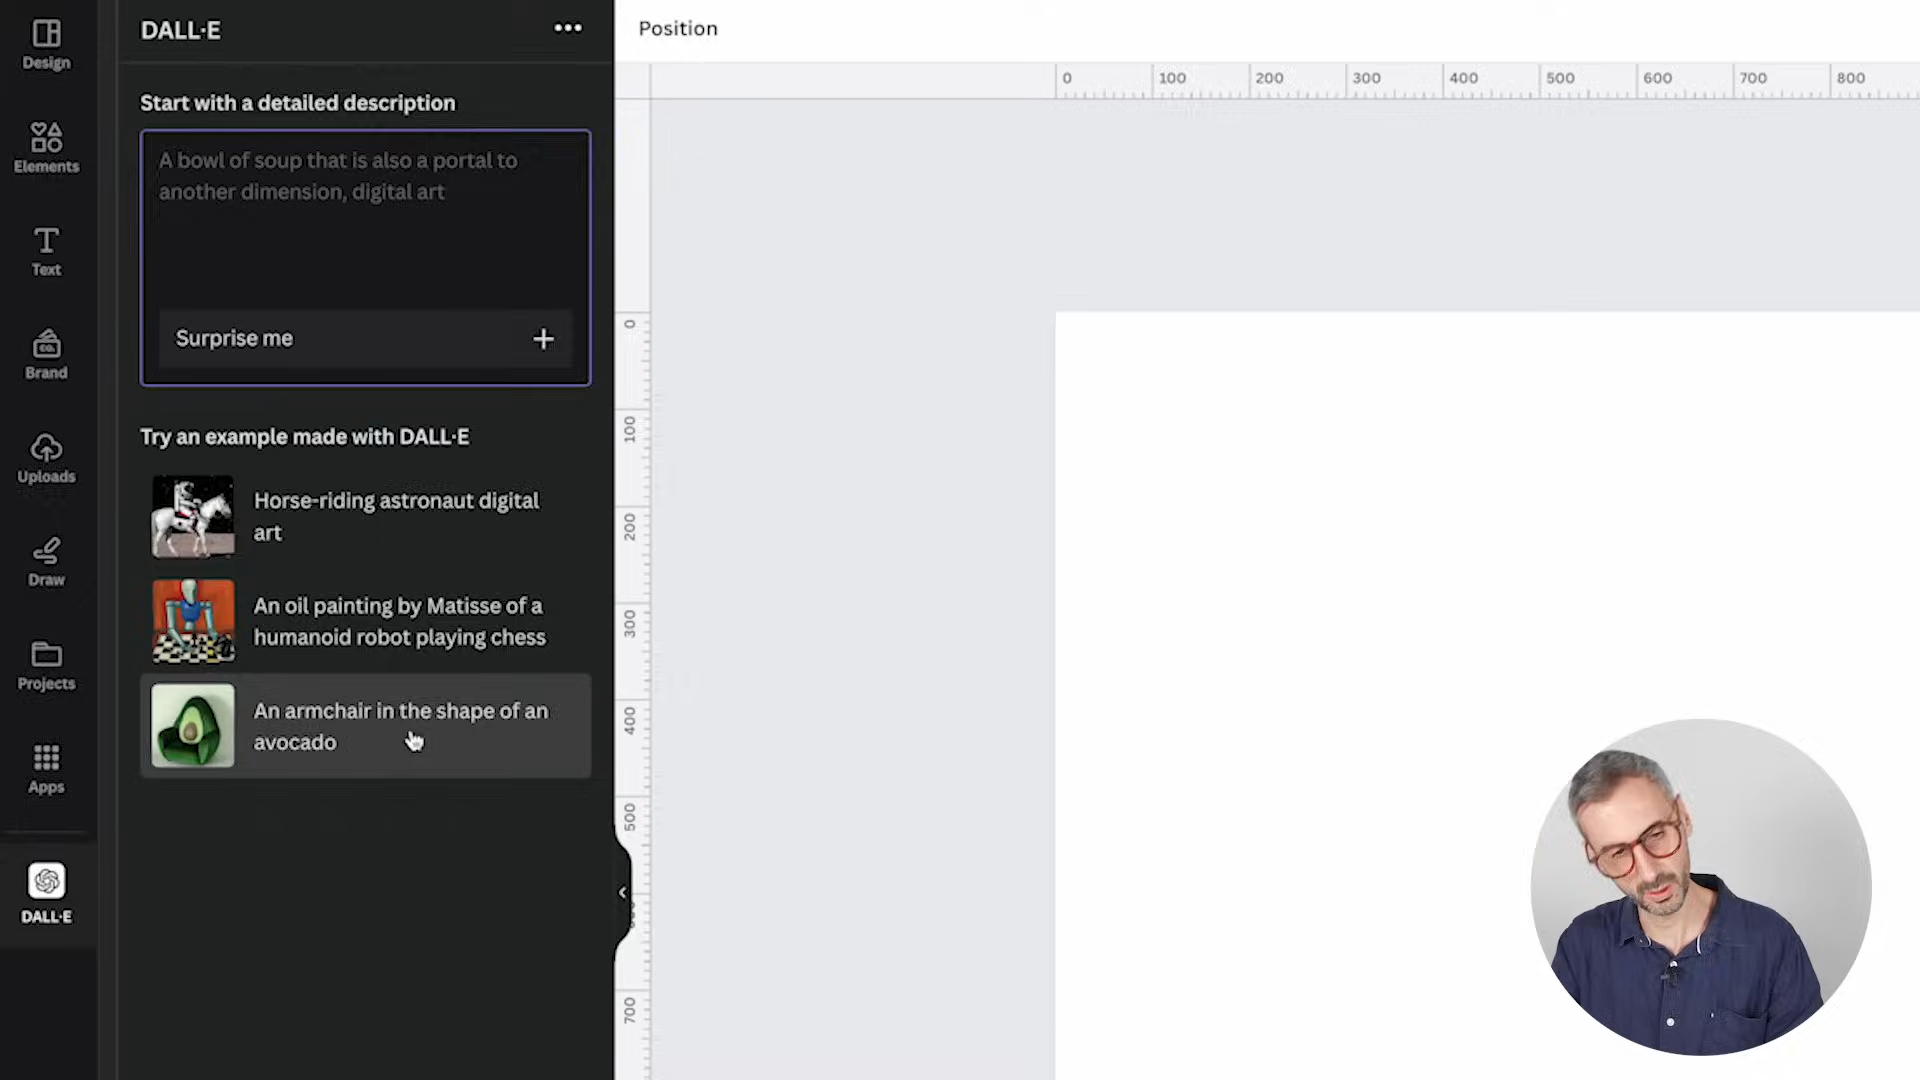 Design
Elements
Text
Brand
CO.
Uploads
Draw
Projects
Apps
DALL·E
DALL·E
Start with a detailed description
A bowl of soup that is also a portal to
another dimension, digital art
Surprise me
Try an example made with DALL·E
Horse-riding astronaut digital
art
An oil painting by Matisse of a
humanoid robot playing chess
An armchair in the shape of an
avocado
Position
0 100 200 300 400 500 600 700 800
0
100
200
300
400
500
700